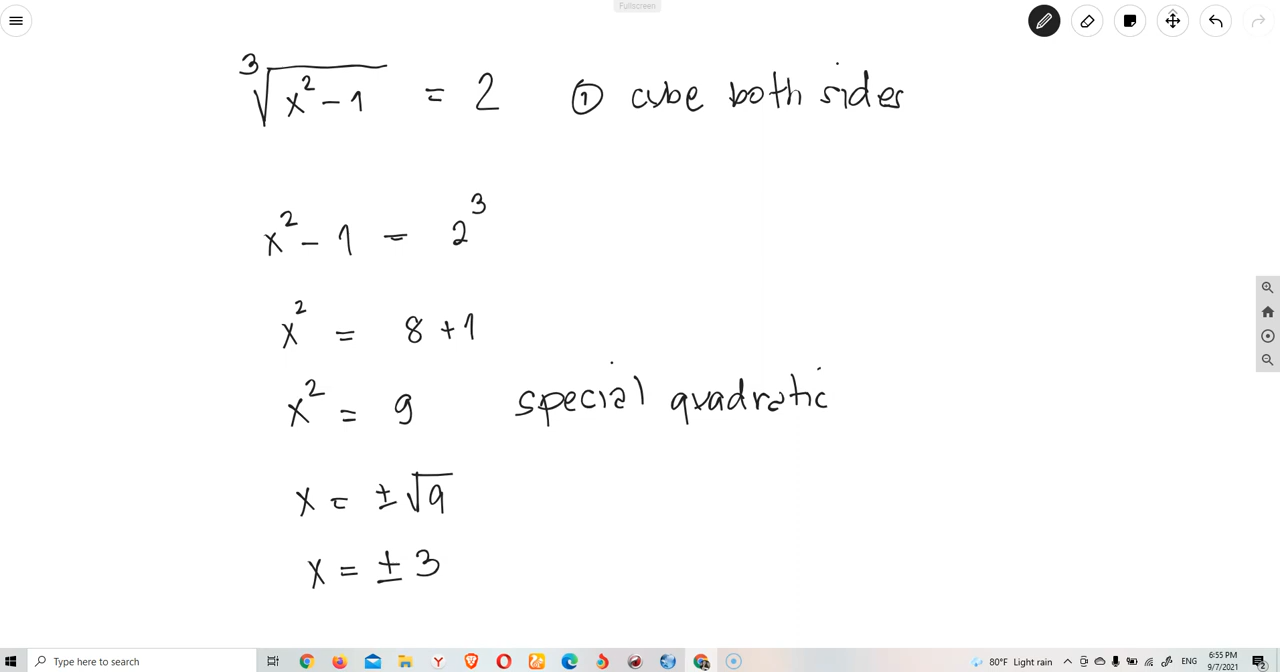 Fullscreen
∛(x² - 1) = 2 ① cube both sides
x² - 1 = 2³
x² = 8 + 1
x² = 9 special quadratic
x = ±√9
x = ± 3
Type here to search
80°F Light rain
ENG
6:55 PM
9/7/2021
2